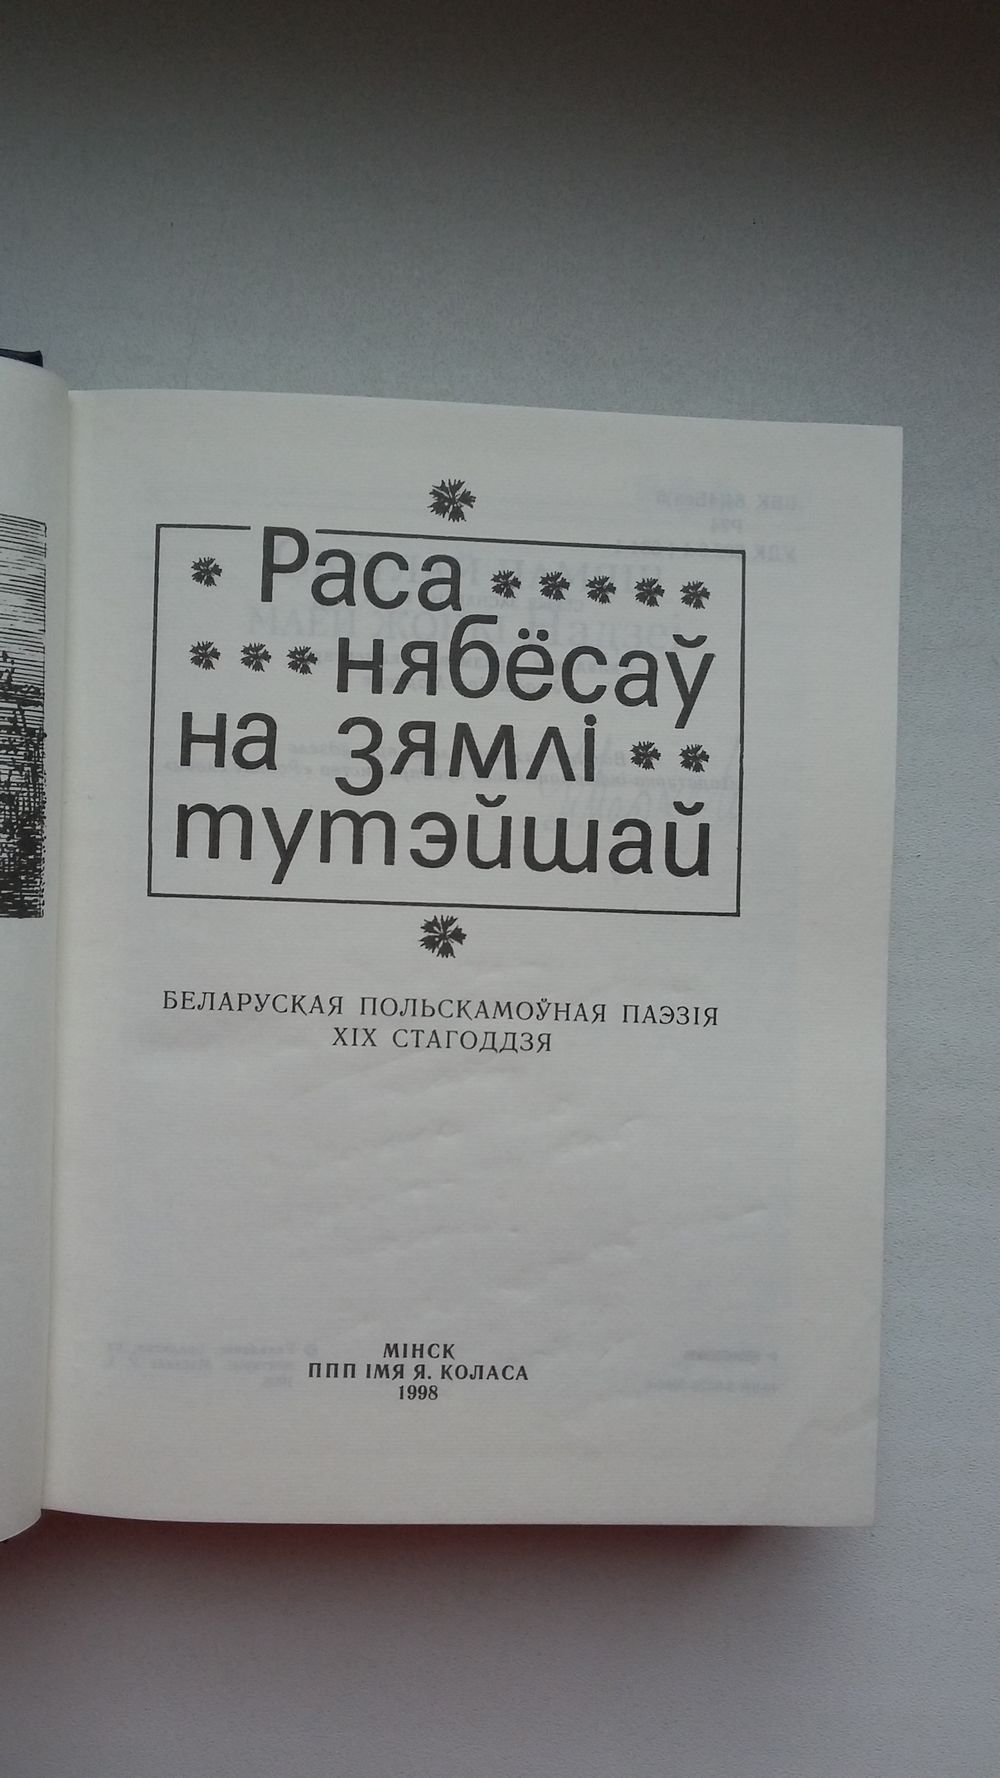 Раса
нябёсаў
на зямлі
тутэйшай
БЕЛАРУСКАЯ ПОЛЬСКАМОЎНАЯ ПАЭЗІЯ
XIX СТАГОДДЗЯ
МІНСК
ППП ІМЯ Я. КОЛАСА
1998